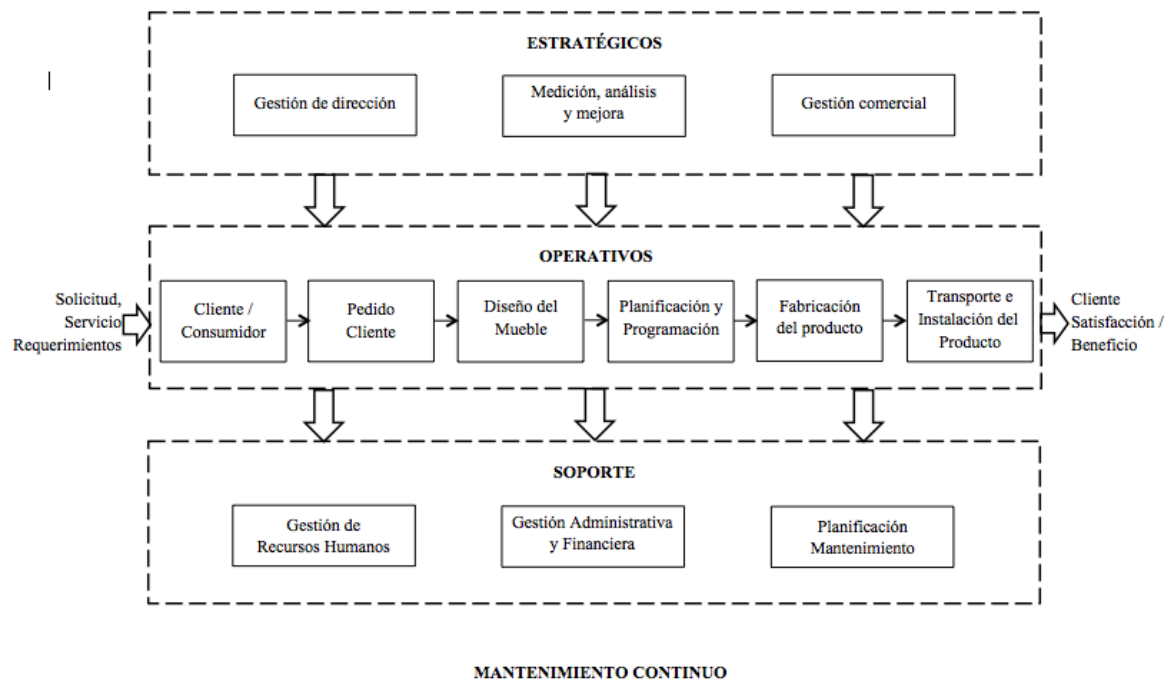 ESTRATÉGICOS
Gestión de dirección
Medición, análisis
y mejora
Gestión comercial
OPERATIVOS
Solicitud,
Servicio
Requerimientos
Cliente /
Consumidor
Pedido
Cliente
Diseño del
Mueble
Planificación y
Programación
Fabricación
del producto
Transporte e
Instalación del
Producto
Cliente
Satisfacción /
Beneficio
SOPORTE
Gestión de
Recursos Humanos
Gestión Administrativa
y Financiera
Planificación
Mantenimiento
MANTENIMIENTO CONTINUO